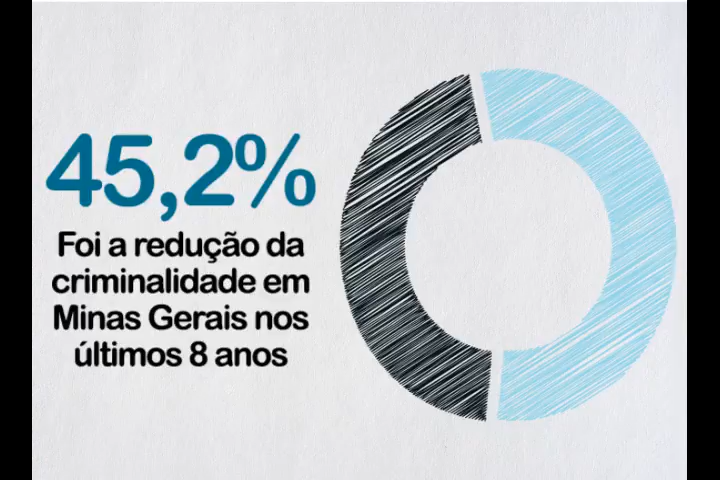 45,2%
Foi a redução da
criminalidade em
Minas Gerais nos
últimos 8 anos